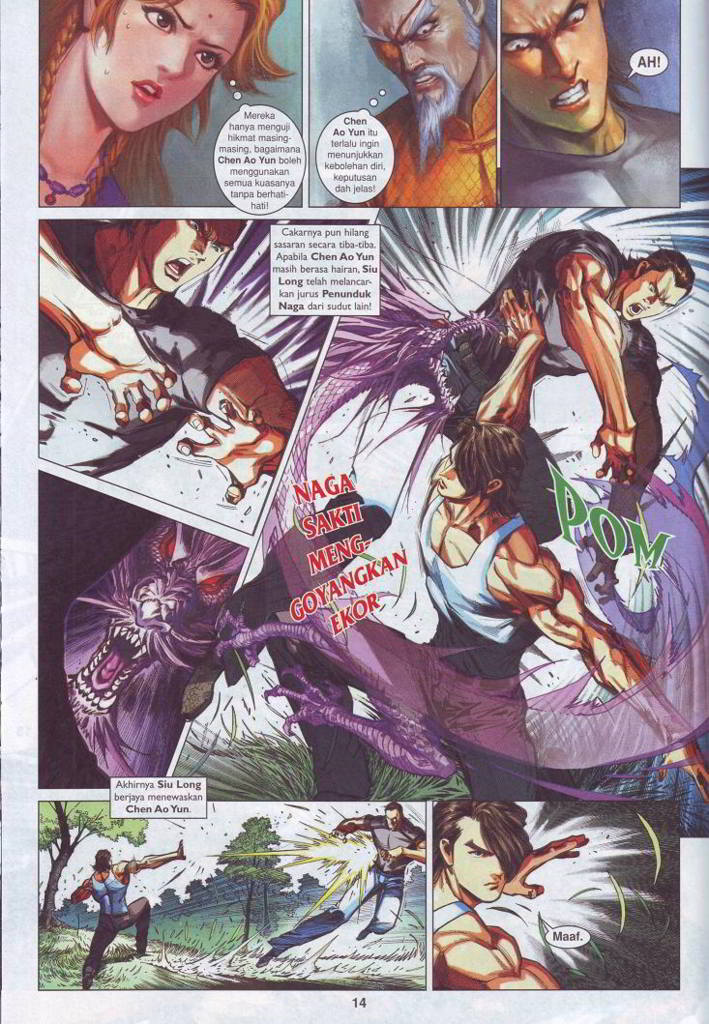 Mereka
hanya menguji
hikmat masing-
masing, bagaimana
Chen Ao Yun boleh
menggunakan
semua kuasanya
tanpa berhati-
hati!
Chen
Ao Yun itu
terlalu ingin
menunjukkan
kebolehan diri,
keputusan
dah jelas!
AH!
Cakarnya pun hilang
sasaran secara tiba-tiba.
Apabila Chen Ao Yun
masih berasa hairan, Siu
Long telah melancar-
kan jurus Penunduk
Naga dari sudut lain!
NAGA
SAKTI
MENG-
GOYANGKAN
EKOR
POM
Akhirnya Siu Long
berjaya menewaskan
Chen Ao Yun.
Maaf.
14